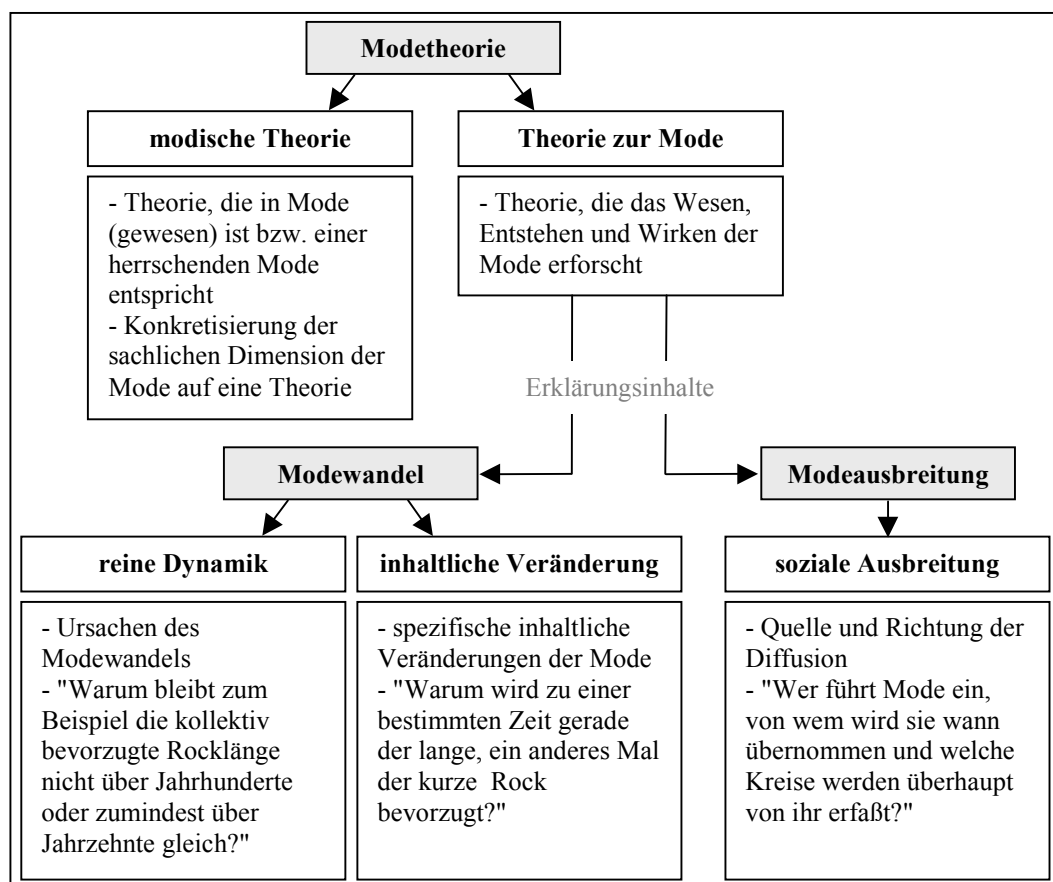 Modetheorie
modische Theorie
- Theorie, die in Mode
(gewesen) ist bzw. einer
herrschenden Mode
entspricht
- Konkretisierung der
sachlichen Dimension der
Mode auf eine Theorie
Theorie zur Mode
- Theorie, die das Wesen,
Entstehen und Wirken der
Mode erforscht
Erklärungsinhalte
Modewandel
Modeausbreitung
reine Dynamik
- Ursachen des
Modewandels
- "Warum bleibt zum
Beispiel die kollektiv
bevorzugte Rocklänge
nicht über Jahrhunderte
oder zumindest über
Jahrzehnte gleich?"
inhaltliche Veränderung
- spezifische inhaltliche
Veränderungen der Mode
- "Warum wird zu einer
bestimmten Zeit gerade
der lange, ein anderes Mal
der kurze Rock
bevorzugt?"
soziale Ausbreitung
- Quelle und Richtung der
Diffusion
- "Wer führt Mode ein,
von wem wird sie wann
übernommen und welche
Kreise werden überhaupt
von ihr erfaßt?"